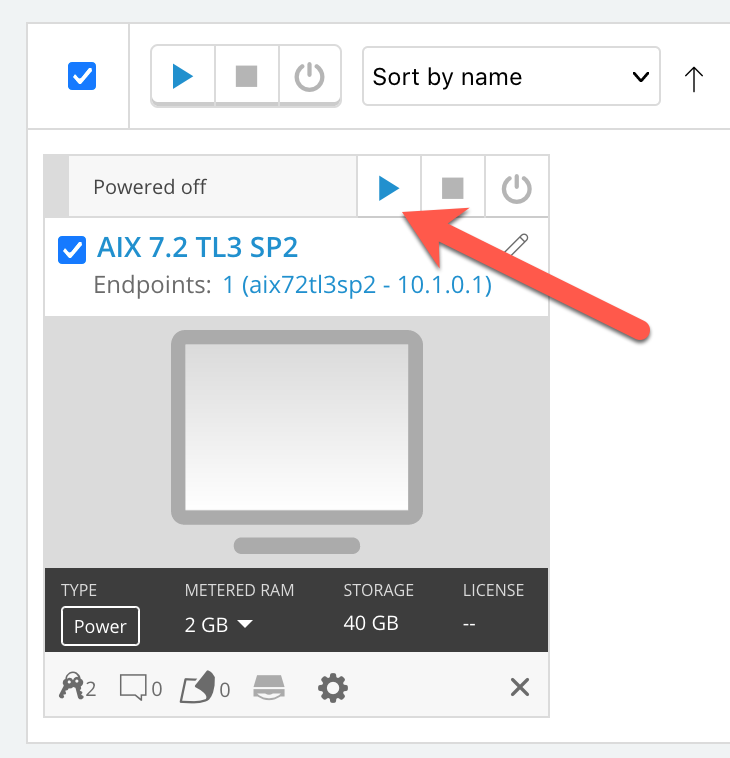 Sort by name
Powered off
AIX 7.2 TL3 SP2
Endpoints: 1 (aix72tl3sp2 - 10.1.0.1)
TYPE METERED RAM STORAGE LICENSE
Power 2 GB 40 GB --
2 0 0